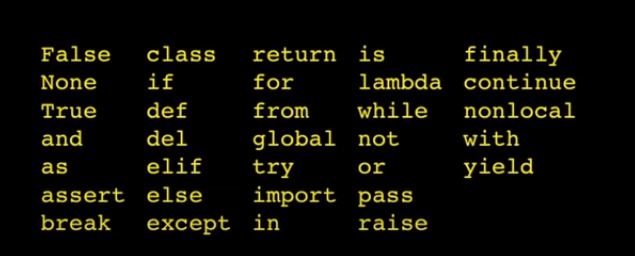 False class return is finally
None if for lambda continue
True def from while nonlocal
and del global not with
as elif try or yield
assert else import pass
break except in raise